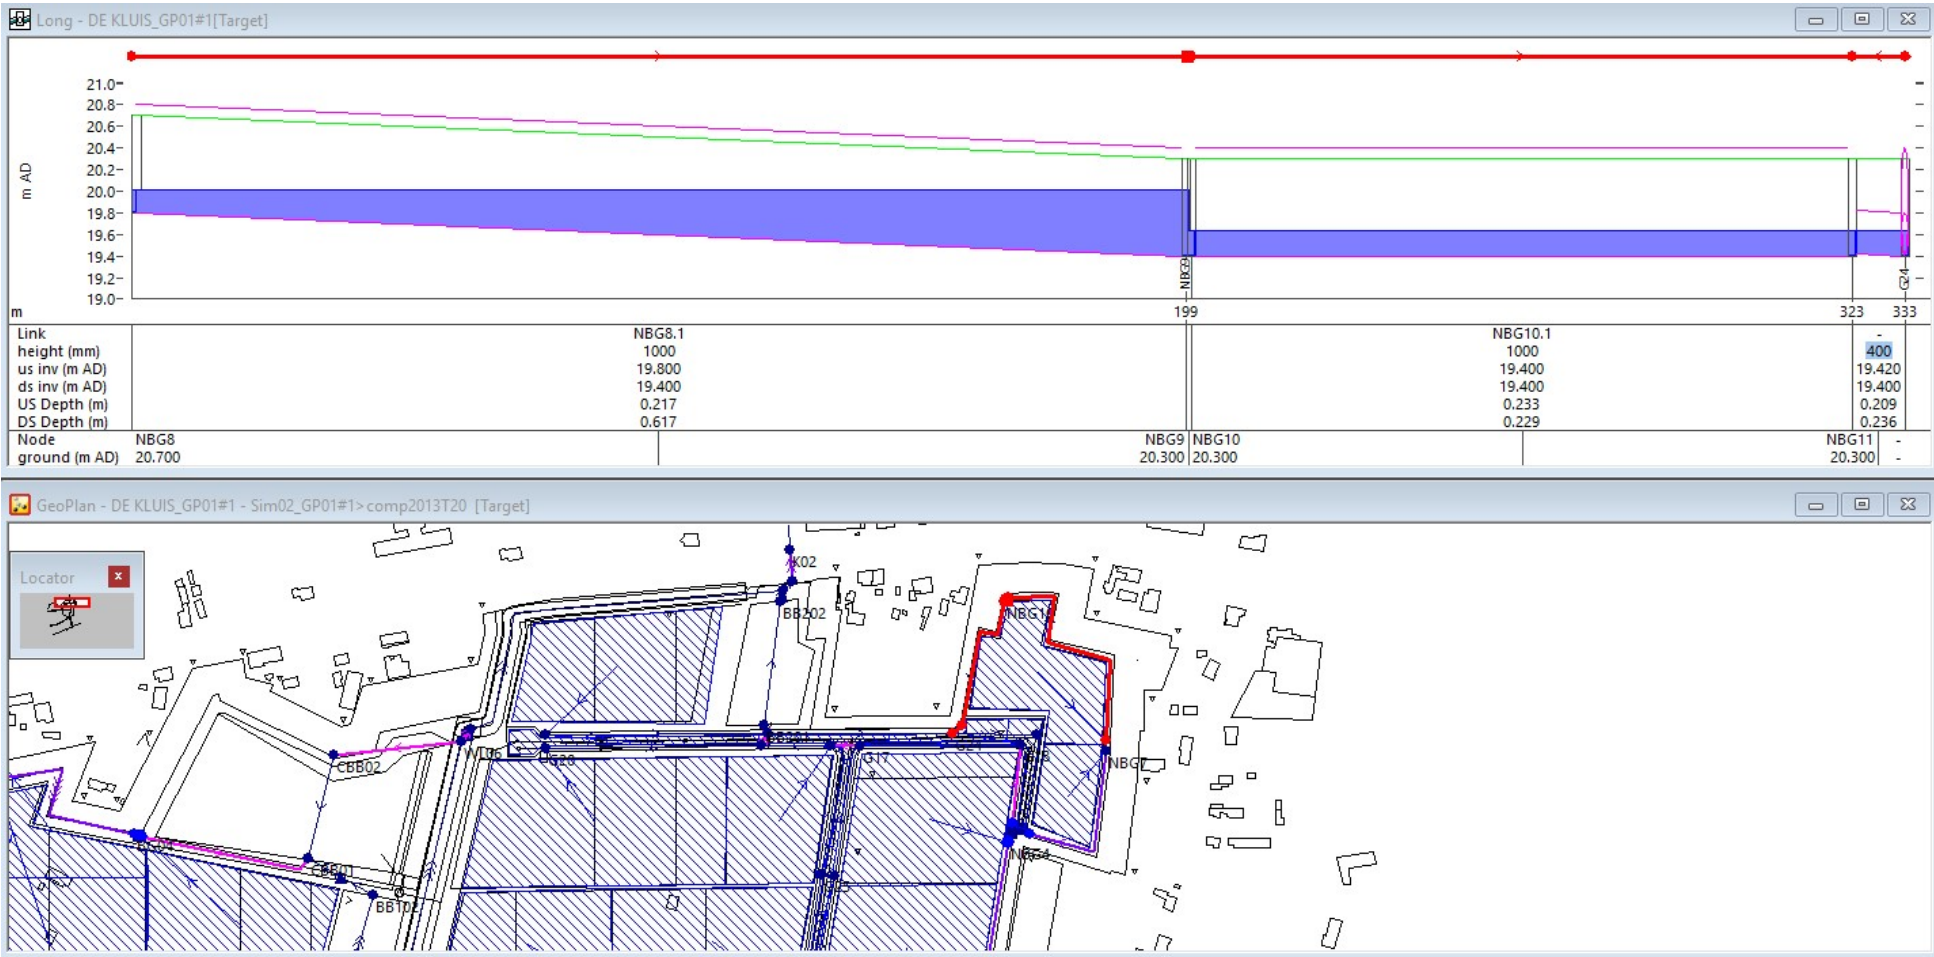 Long - DE KLUIS_GP01#1[Target]
21.0
20.8
20.6
20.4
20.2
20.0
19.8
19.6
19.4
19.2
19.0
m AD
NBG9
G24
m 199 323 333
Link NBG8.1 NBG10.1 -
height (mm) 1000 1000 400
us inv (m AD) 19.800 19.400 19.420
ds inv (m AD) 19.400 19.400 19.400
US Depth (m) 0.217 0.233 0.209
DS Depth (m) 0.617 0.229 0.236
Node NBG8 NBG9 NBG10 NBG11 -
ground (m AD) 20.700 20.300 20.300 20.300 -
GeoPlan - DE KLUIS_GP01#1 - Sim02_GP01#1>comp2013T20 [Target]
Locator x
K02
BB202
NBG1
CBB02
G17
NBG7
NBG4
CBB01
BB102